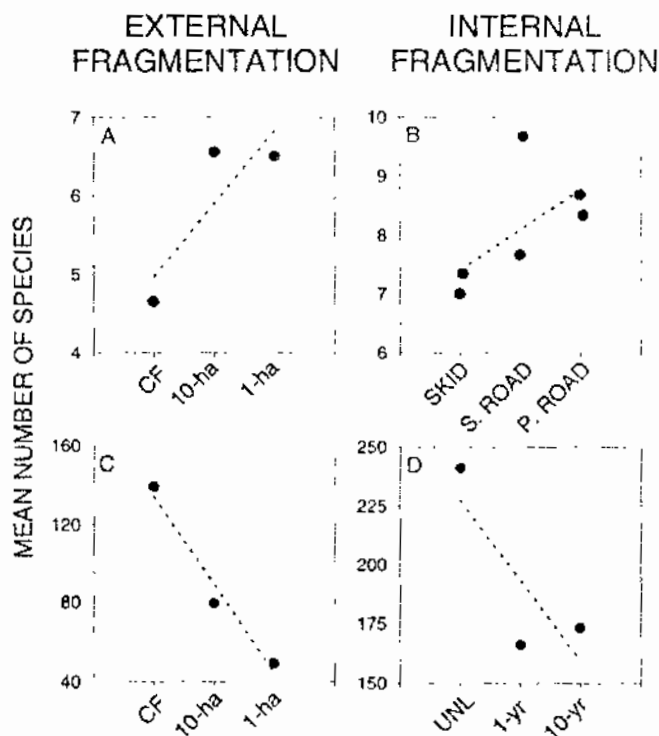 EXTERNAL
FRAGMENTATION
INTERNAL
FRAGMENTATION
MEAN NUMBER OF SPECIES
A
7
6
5
4
CF
10-ha
1-ha
B
10
9
8
7
6
SKID
S. ROAD
P. ROAD
C
160
120
80
40
CF
10-ha
1-ha
D
250
225
200
175
150
UNL
1-yr
10-yr